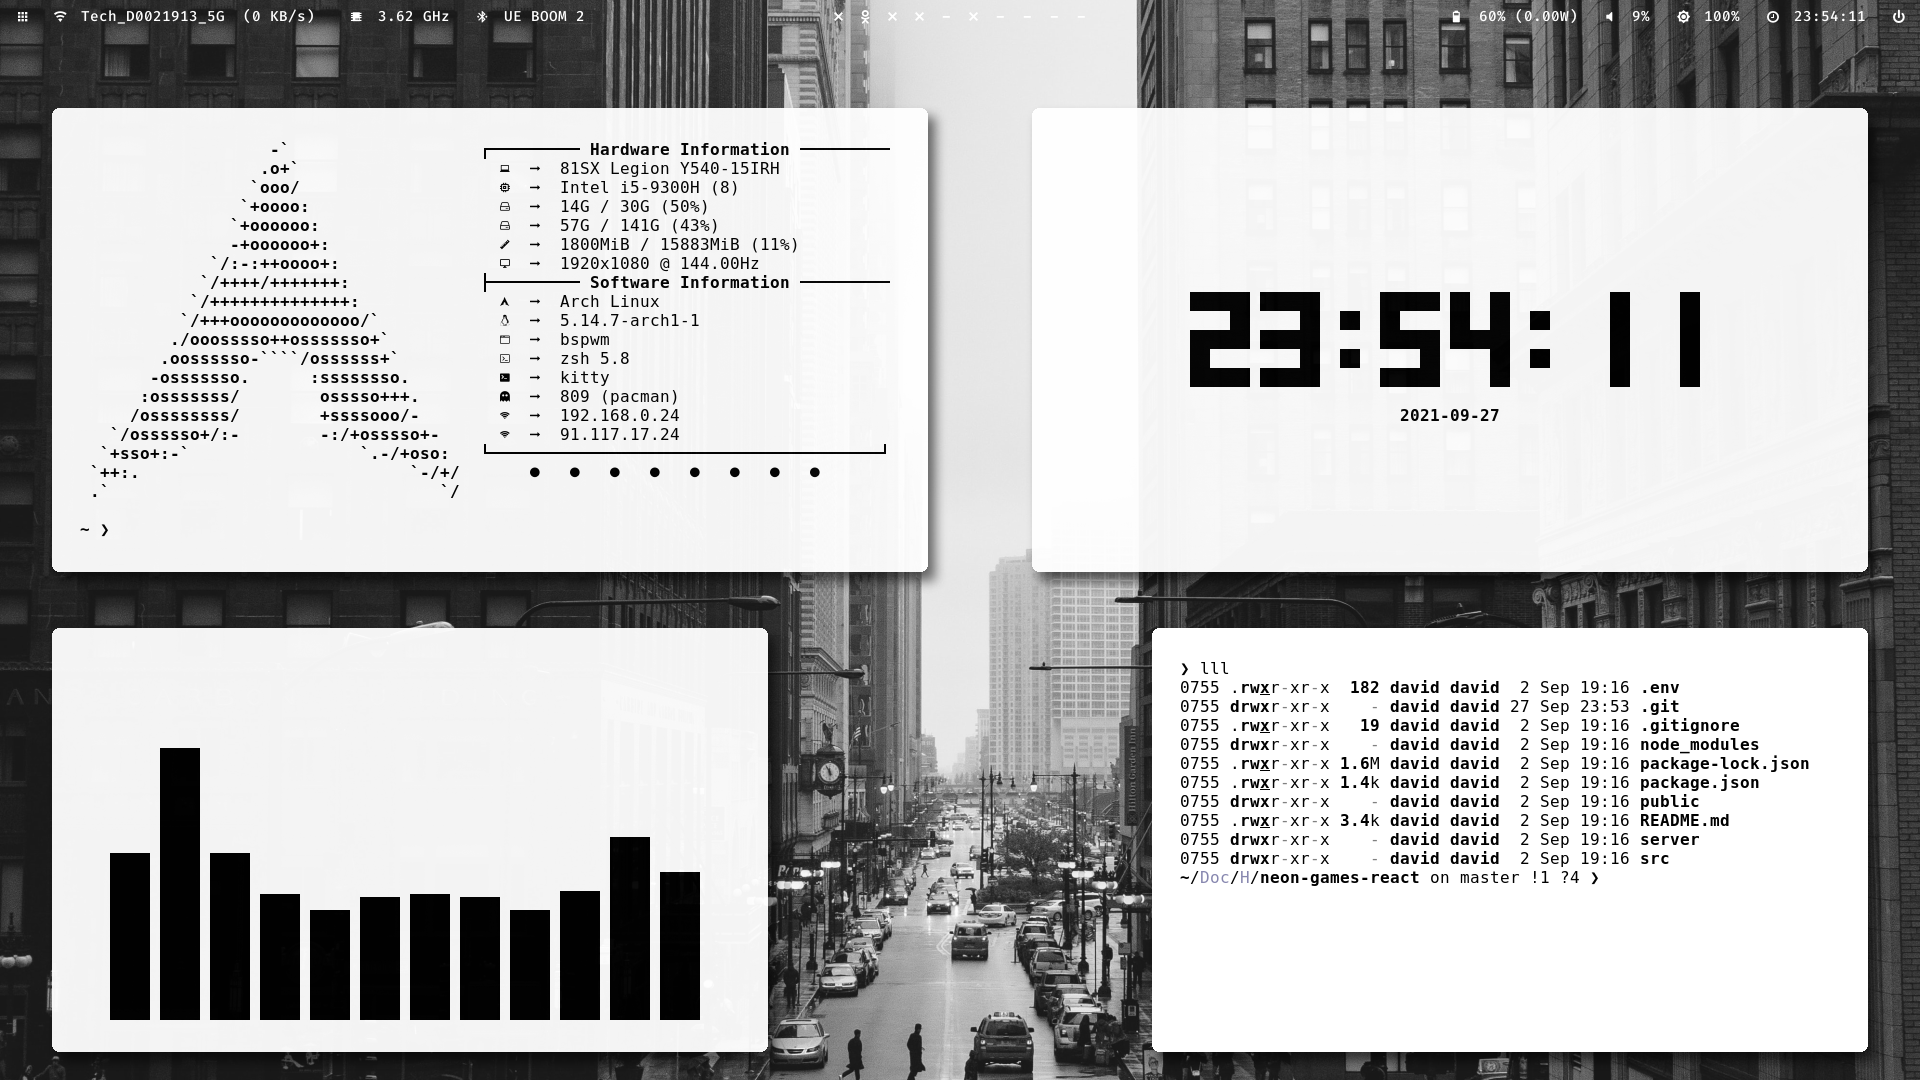 Tech_D0021913_5G (0 KB/s) 3.62 GHz UE BOOM 2 60% (0.00W) 9% 100% 23:54:11
Hardware Information
81SX Legion Y540-15IRH
Intel i5-9300H (8)
14G / 30G (50%)
57G / 141G (43%)
1800MiB / 15883MiB (11%)
1920x1080 @ 144.00Hz
Software Information
Arch Linux
5.14.7-arch1-1
bspwm
zsh 5.8
kitty
809 (pacman)
192.168.0.24
91.117.17.24
-`
.o+`
`ooo/
`+oooo:
`+oooooo:
-+oooooo+:
`/:-:++oooo+:
`/++++/+++++++:
`/++++++++++++++:
`/+++ooooooooooooo/`
./ooosssso++osssssso+`
.oossssso-````/ossssss+`
-osssssso. :ssssssso.
:osssssss/ osssso+++.
/ossssssss/ +ssssooo/-
`/ossssso+/:- -:/+osssso+-
`+sso+:-` `.-/+oso:
`++:. `-/+/
.` `/
~ ❯
23:54:11
2021-09-27
❯ lll
0755 .rwxr-xr-x 182 david david 2 Sep 19:16 .env
0755 drwxr-xr-x - david david 27 Sep 23:53 .git
0755 .rwxr-xr-x 19 david david 2 Sep 19:16 .gitignore
0755 drwxr-xr-x - david david 2 Sep 19:16 node_modules
0755 .rwxr-xr-x 1.6M david david 2 Sep 19:16 package-lock.json
0755 .rwxr-xr-x 1.4k david david 2 Sep 19:16 package.json
0755 drwxr-xr-x - david david 2 Sep 19:16 public
0755 .rwxr-xr-x 3.4k david david 2 Sep 19:16 README.md
0755 drwxr-xr-x - david david 2 Sep 19:16 server
0755 drwxr-xr-x - david david 2 Sep 19:16 src
~/Doc/H/neon-games-react on master !1 ?4 ❯
Hilton Garden Inn